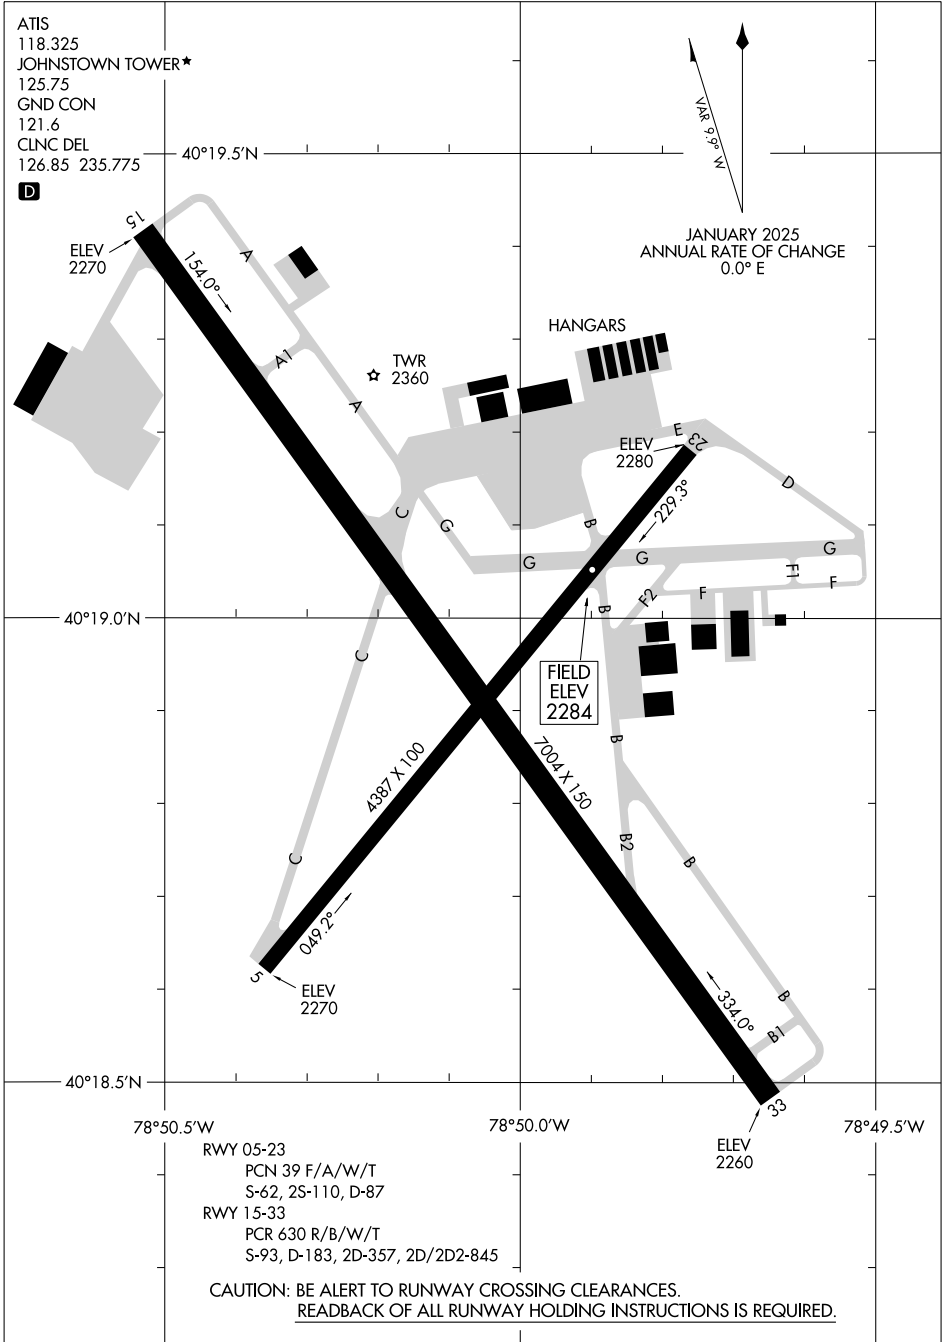 ATIS
118.325
JOHNSTOWN TOWER★
125.75
GND CON
121.6
CLNC DEL
126.85 235.775
D
40°19.5'N
VAR 9.9° W
JANUARY 2025
ANNUAL RATE OF CHANGE
0.0° E
15
ELEV
2270
154.0°
A
A1
A
TWR
2360
HANGARS
ELEV
2280
E
23
229.3°
D
C
G
B
G
G
G
F1
F
F
F2
B
40°19.0'N
C
FIELD
ELEV
2284
B
7004 X 150
4387 X 100
B2
B
C
049.2°
5
ELEV
2270
334.0°
B
B1
40°18.5'N
33
ELEV
2260
78°50.5'W
78°50.0'W
78°49.5'W
RWY 05-23
PCN 39 F/A/W/T
S-62, 2S-110, D-87
RWY 15-33
PCR 630 R/B/W/T
S-93, D-183, 2D-357, 2D/2D2-845
CAUTION: BE ALERT TO RUNWAY CROSSING CLEARANCES.
READBACK OF ALL RUNWAY HOLDING INSTRUCTIONS IS REQUIRED.